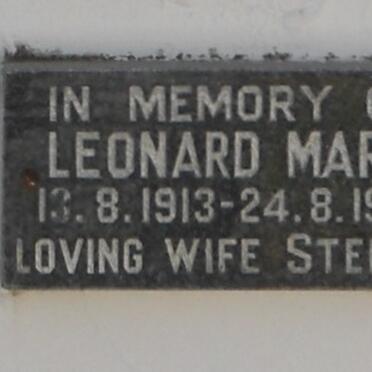 IN MEMORY
LEONARD MAR
13.8.1913-24.8.19
LOVING WIFE STE